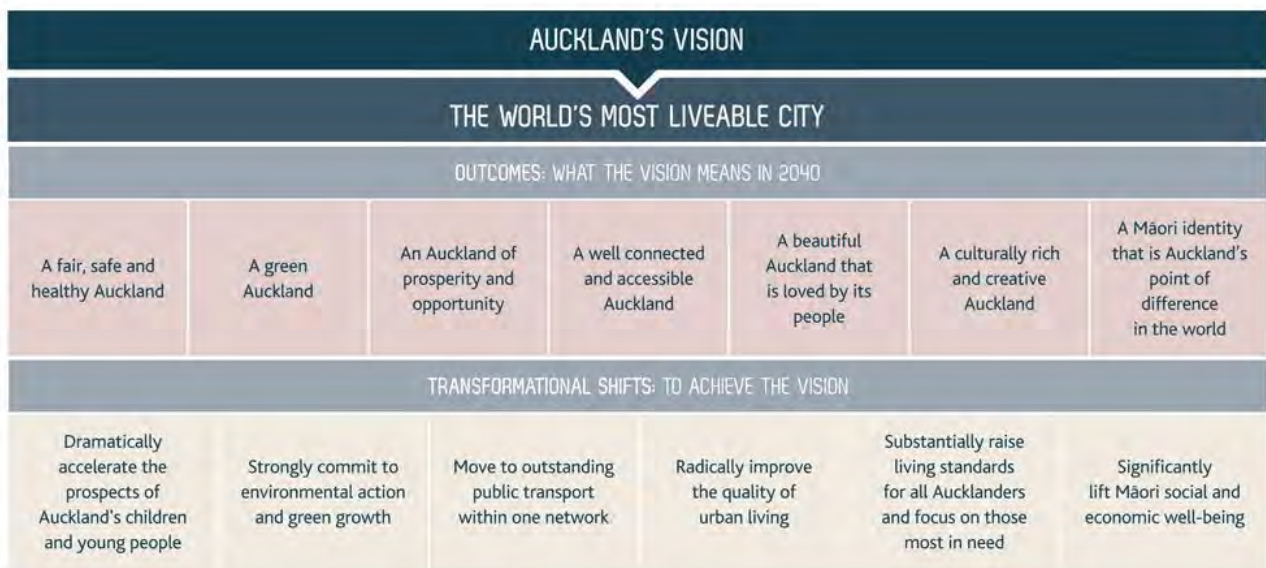 AUCKLAND'S VISION
THE WORLD'S MOST LIVEABLE CITY
OUTCOMES: WHAT THE VISION MEANS IN 2040
A fair, safe and
healthy Auckland
A green
Auckland
An Auckland of
prosperity and
opportunity
A well connected
and accessible
Auckland
A beautiful
Auckland that
is loved by its
people
A culturally rich
and creative
Auckland
A Māori identity
that is Auckland's
point of
difference
in the world
TRANSFORMATIONAL SHIFTS: TO ACHIEVE THE VISION
Dramatically
accelerate the
prospects of
Auckland's children
and young people
Strongly commit to
environmental action
and green growth
Move to outstanding
public transport
within one network
Radically improve
the quality of
urban living
Substantially raise
living standards
for all Aucklanders
and focus on those
most in need
Significantly
lift Māori social and
economic well-being